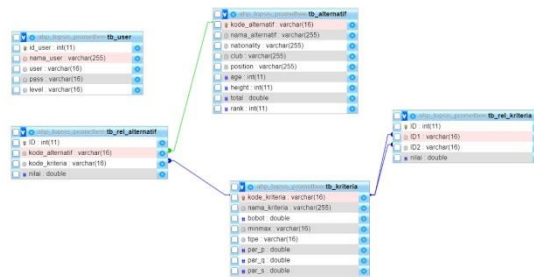 tb_user
id_user : int(11)
nama_user : varchar(255)
user : varchar(16)
pass : varchar(16)
level : varchar(16)
tb_alternatif
kode_alternatif : varchar(16)
nama_alternatif : varchar(255)
nationality : varchar(255)
club : varchar(255)
position : varchar(255)
age : int(11)
height : int(11)
total : double
rank : int(11)
tb_rel_alternatif
ID : int(11)
kode_alternatif : varchar(16)
kode_kriteria : varchar(16)
nilai : double
tb_rel_kriteria
ID : int(11)
ID1 : varchar(16)
ID2 : varchar(16)
nilai : double
tb_kriteria
kode_kriteria : varchar(16)
nama_kriteria : varchar(255)
bobot : double
minmax : varchar(16)
tipe : varchar(16)
par_p : double
par_q : double
par_s : double